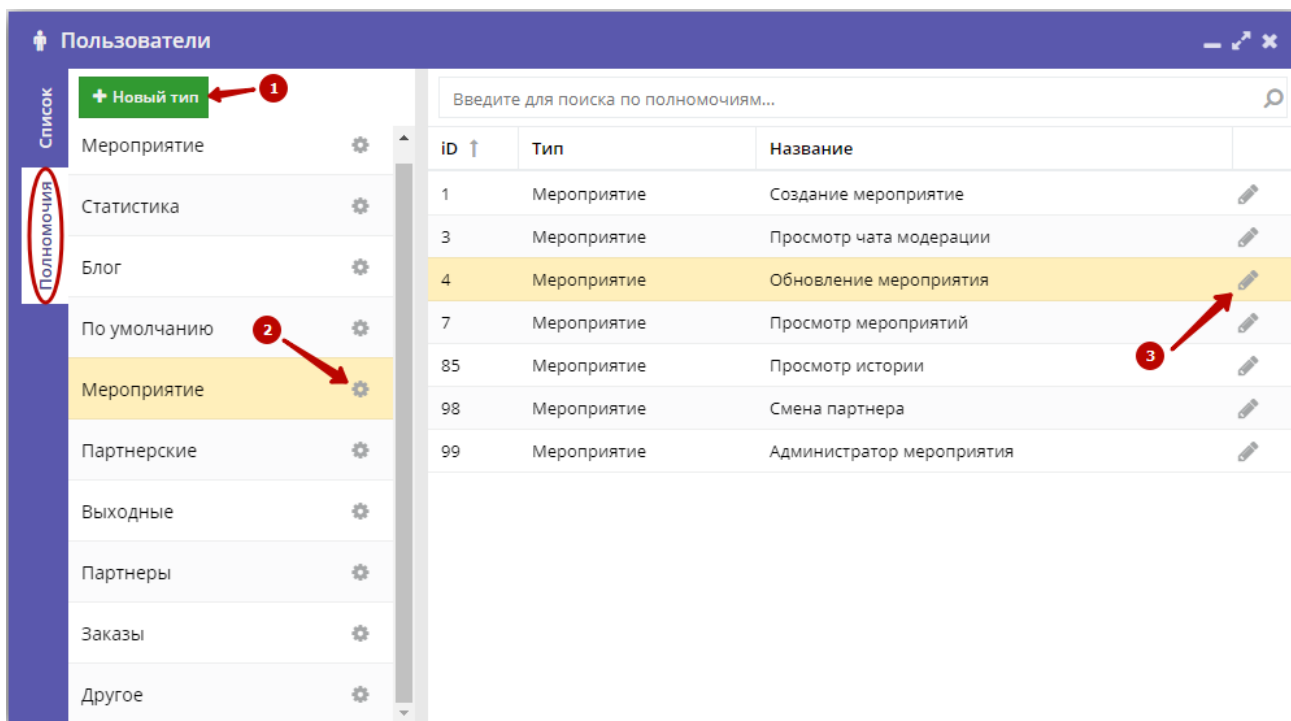 Пользователи
Список
Полномочия
+ Новый тип
1
Мероприятие
Статистика
Блог
По умолчанию
2
Мероприятие
Партнерские
Выходные
Партнеры
Заказы
Другое
Введите для поиска по полномочиям...
iD ↑ Тип Название
1 Мероприятие Создание мероприятие
3 Мероприятие Просмотр чата модерации
4 Мероприятие Обновление мероприятия
7 Мероприятие Просмотр мероприятий
3
85 Мероприятие Просмотр истории
98 Мероприятие Смена партнера
99 Мероприятие Администратор мероприятия